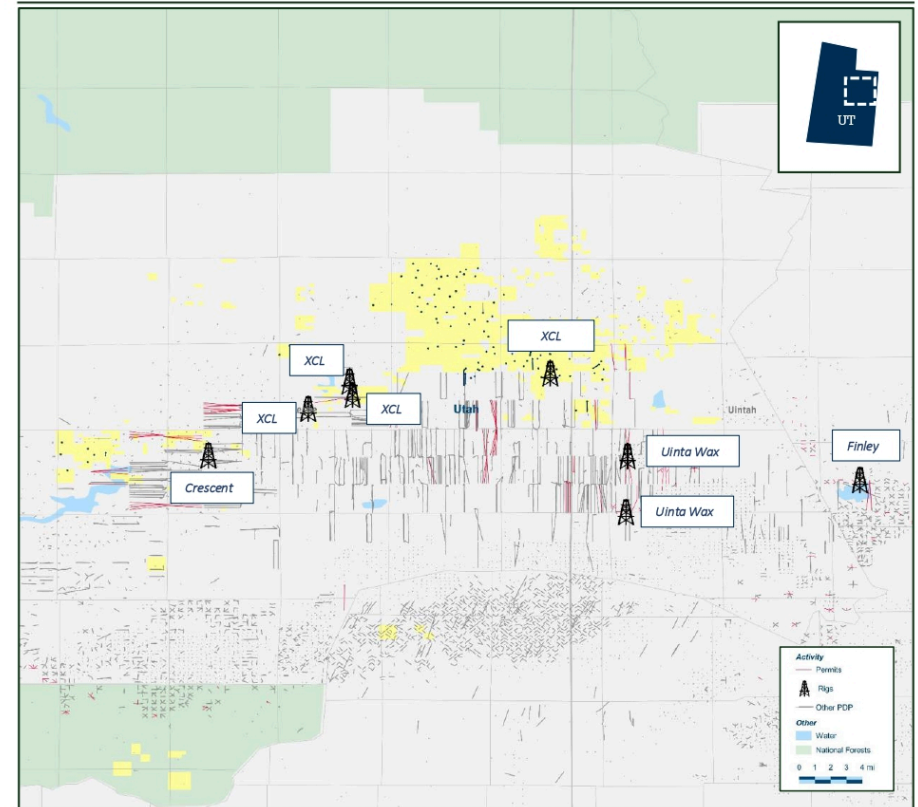 UT
XCL
XCL
XCL
XCL
Utah
Uintah
Uinta Wax
Finley
Crescent
Uinta Wax
Activity
Permits
Rigs
Other PDP
Other
Water
National Forests
0 1 2 3 4 mi